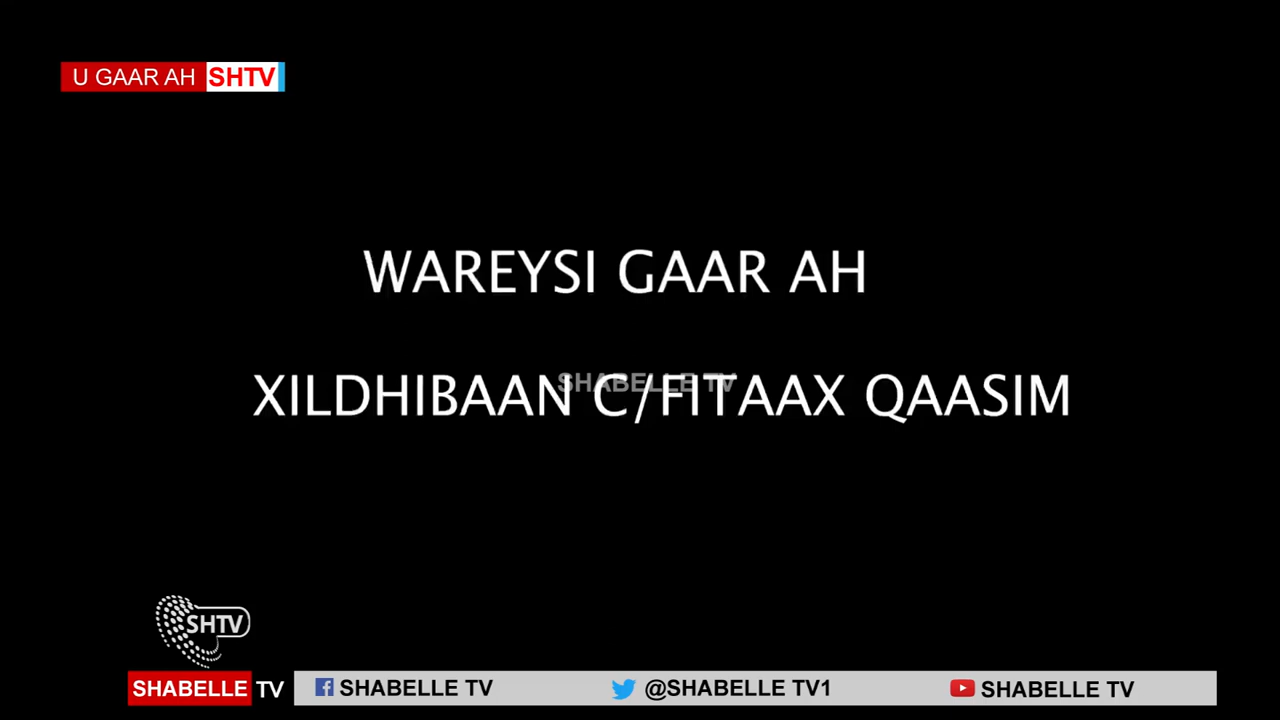 U GAAR AH SHTV
WAREYSI GAAR AH
XILDHIBAAN C/FITAAX QAASIM
SHABELLE TV
SHTV
SHABELLE TV
SHABELLE TV @SHABELLE TV1 SHABELLE TV